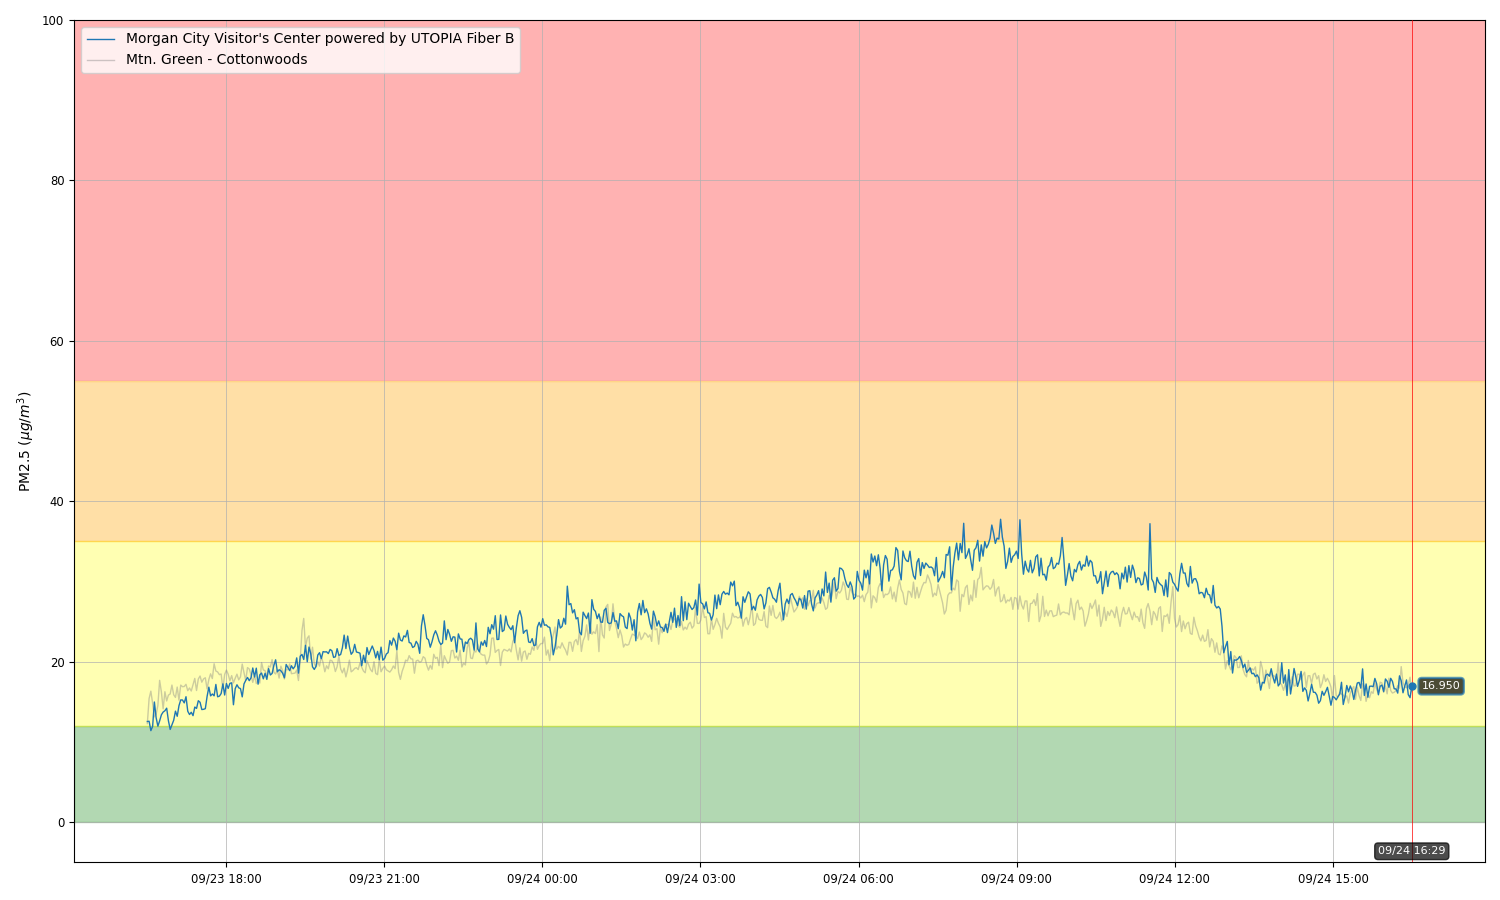 100
Morgan City Visitor's Center powered by UTOPIA Fiber B
Mtn. Green - Cottonwoods
80
60
PM2.5 (μg/m³)
40
20
16.950
0
09/24 16:29
09/23 18:00 09/23 21:00 09/24 00:00 09/24 03:00 09/24 06:00 09/24 09:00 09/24 12:00 09/24 15:00